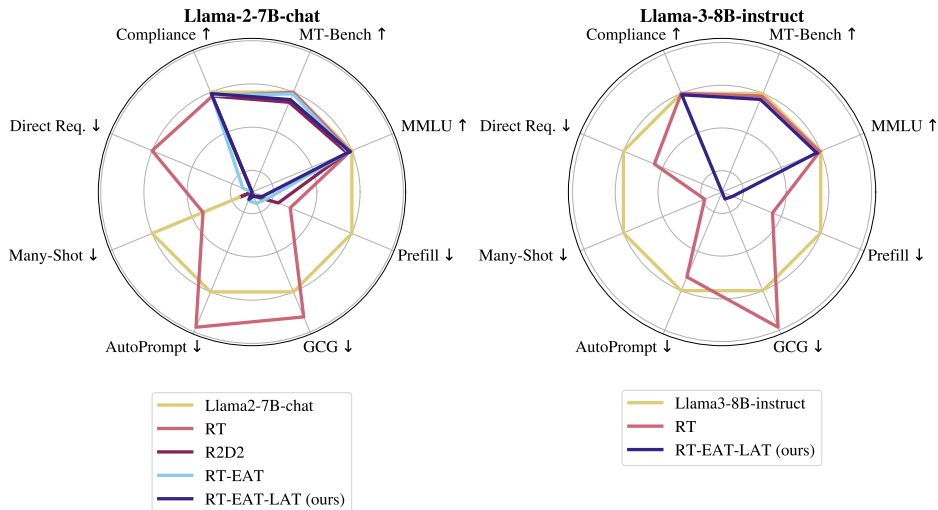 Llama-2-7B-chat
Compliance ↑
MT-Bench ↑
Direct Req. ↓
MMLU ↑
Many-Shot ↓
Prefill ↓
AutoPrompt ↓
GCG ↓
Llama2-7B-chat
RT
R2D2
RT-EAT
RT-EAT-LAT (ours)
Llama-3-8B-instruct
Compliance ↑
MT-Bench ↑
Direct Req. ↓
MMLU ↑
Many-Shot ↓
Prefill ↓
AutoPrompt ↓
GCG ↓
Llama3-8B-instruct
RT
RT-EAT-LAT (ours)